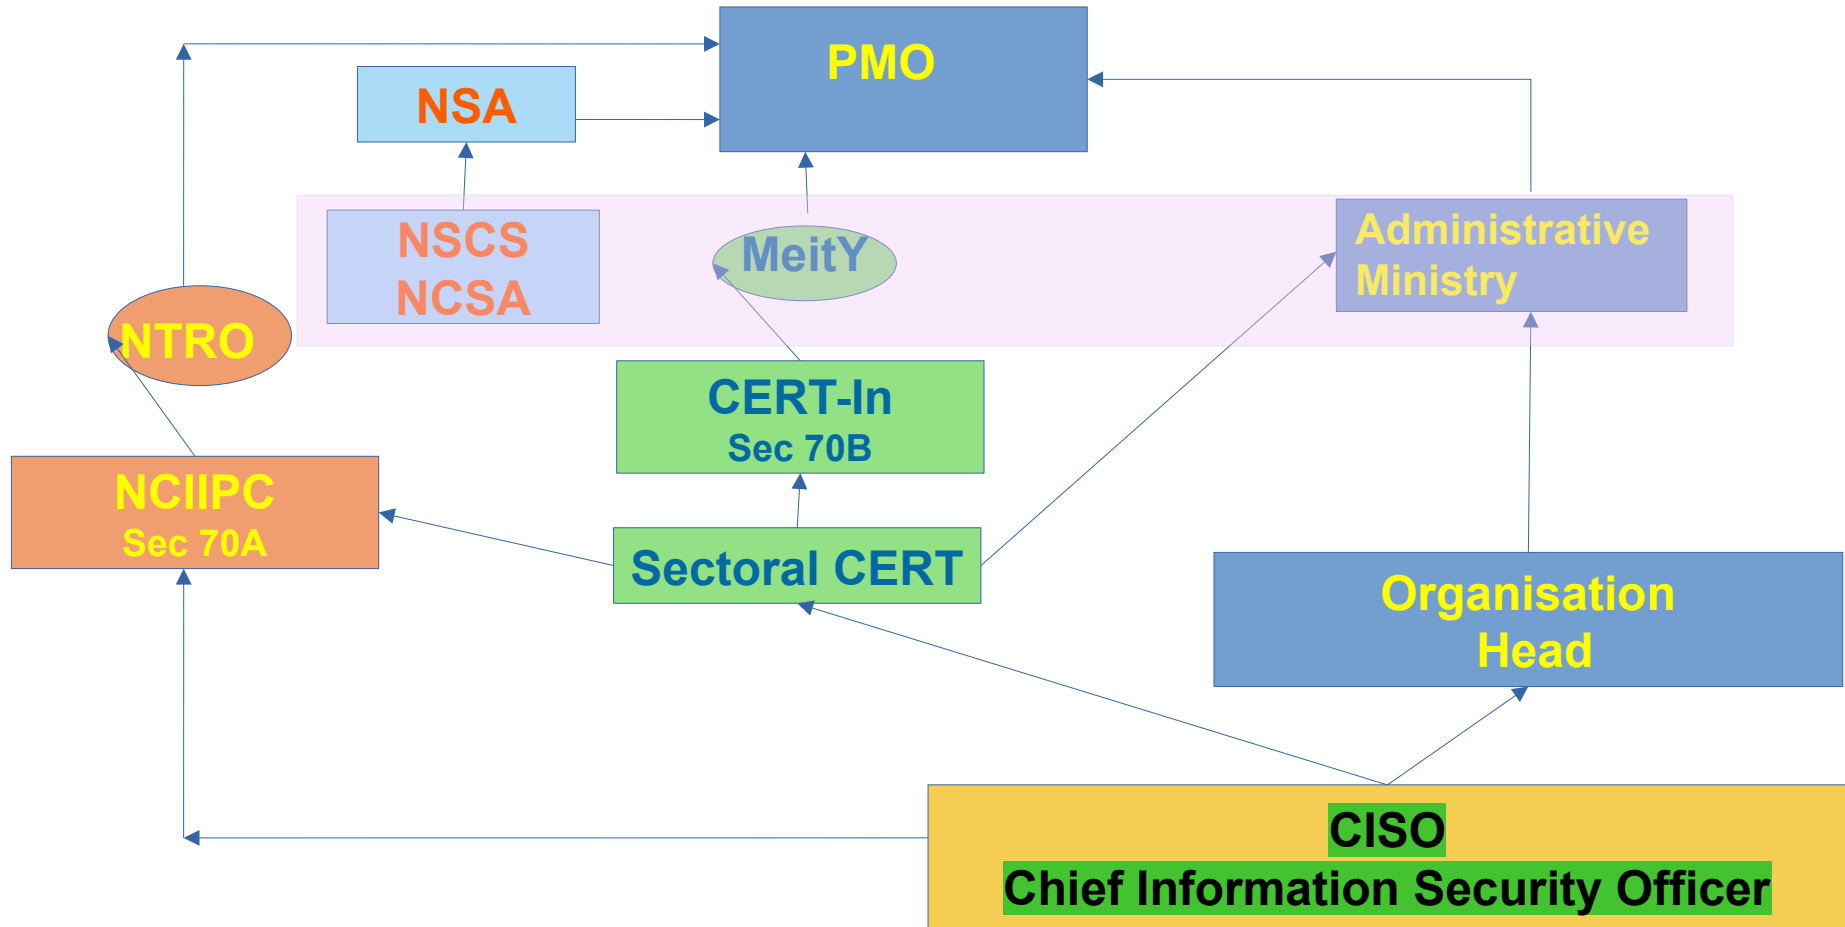 PMO
NSA
NSCS
NCSA
MeitY
Administrative
Ministry
NTRO
CERT-In
Sec 70B
NCIIPC
Sec 70A
Sectoral CERT
Organisation
Head
CISO
Chief Information Security Officer